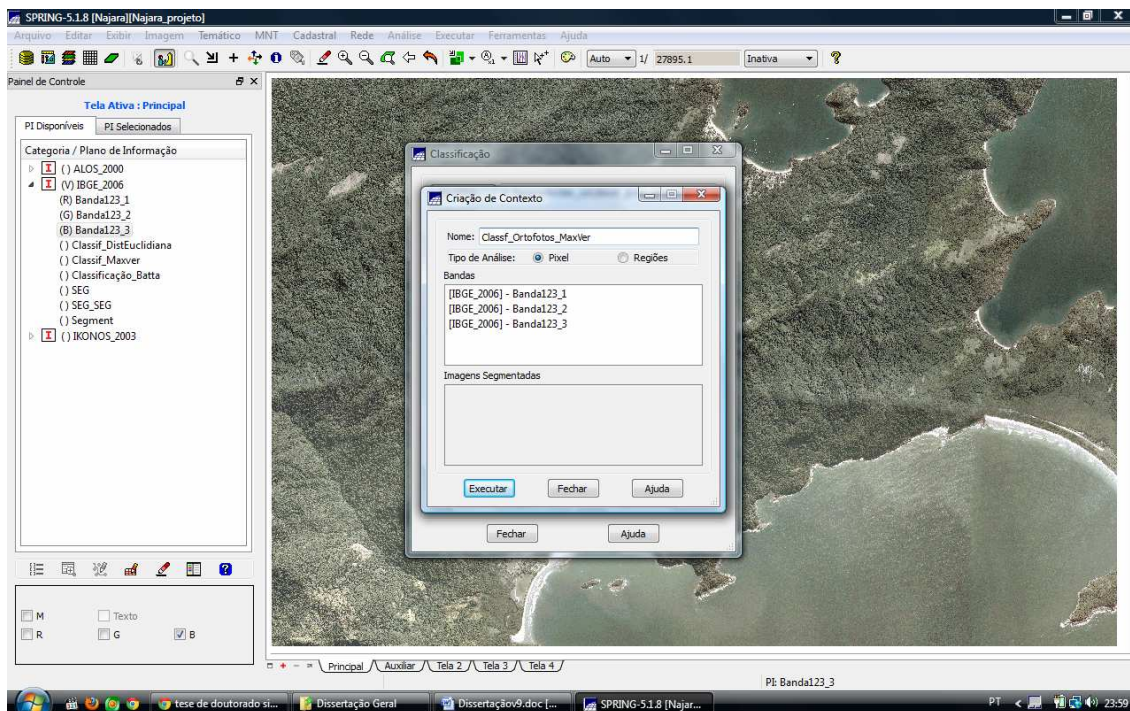 SPRING-5.1.8 [Najara][Najara_projeto]
Arquivo Editar Exibir Imagem Temático MNT Cadastral Rede Análise Executar Ferramentas Ajuda
Auto 1/ 27895.1 Inativa
Painel de Controle
Tela Ativa : Principal
PI Disponíveis PI Selecionados
Categoria / Plano de Informação
( ) ALOS_2000
(V) IBGE_2006
(R) Banda123_1
(G) Banda123_2
(B) Banda123_3
( ) Classif_DistEuclidiana
( ) Classif_Maxver
( ) Classificação_Batta
( ) SEG
( ) SEG_SEG
( ) Segment
( ) IKONOS_2003
M Texto
R G B
Classificação
Criação de Contexto
Nome: Classf_Ortofotos_MaxVer
Tipo de Análise: Pixel Regiões
Bandas
[IBGE_2006] - Banda123_1
[IBGE_2006] - Banda123_2
[IBGE_2006] - Banda123_3
Imagens Segmentadas
Executar Fechar Ajuda
Fechar Ajuda
Principal Auxiliar Tela 2 Tela 3 Tela 4
PI: Banda123_3
tese de doutorado si... Dissertação Geral Dissertaçãov9.doc [... SPRING-5.1.8 [Najar... PT 23:59